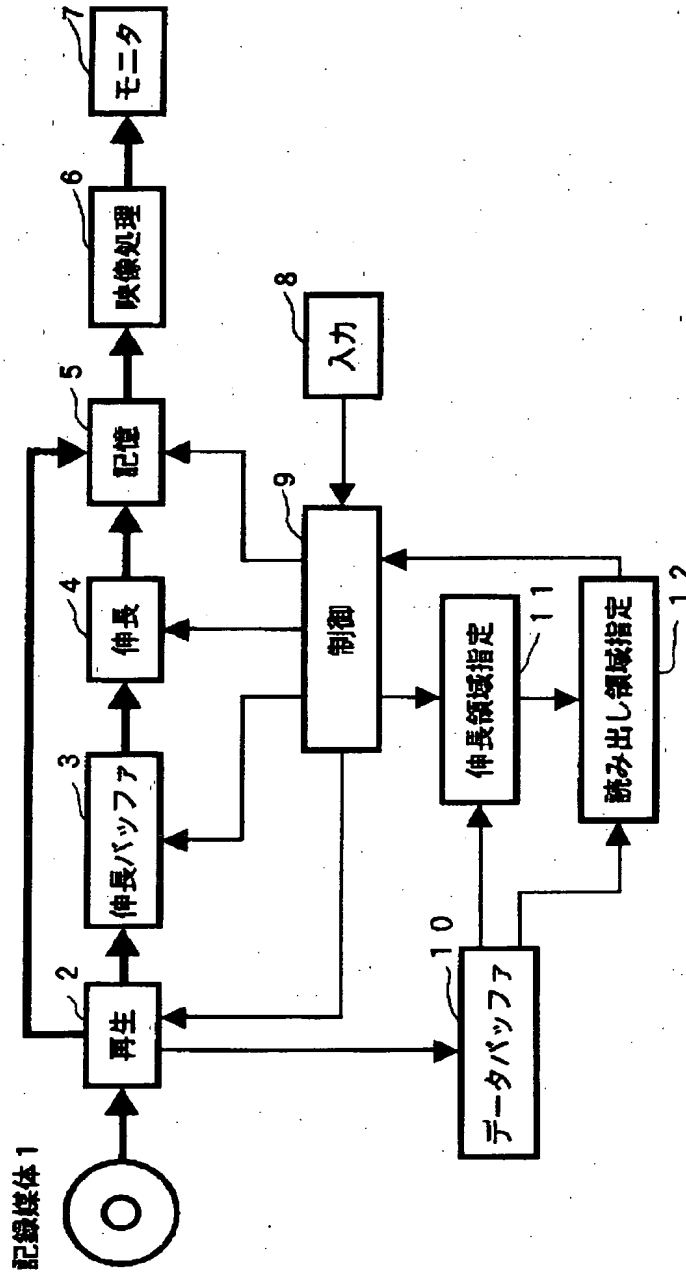 記録媒体1
再生
2
伸長バッファ
3
伸長
4
記憶
5
映像処理
6
モニタ
7
入力
8
制御
9
データバッファ
10
伸長領域指定
11
読み出し領域指定
12